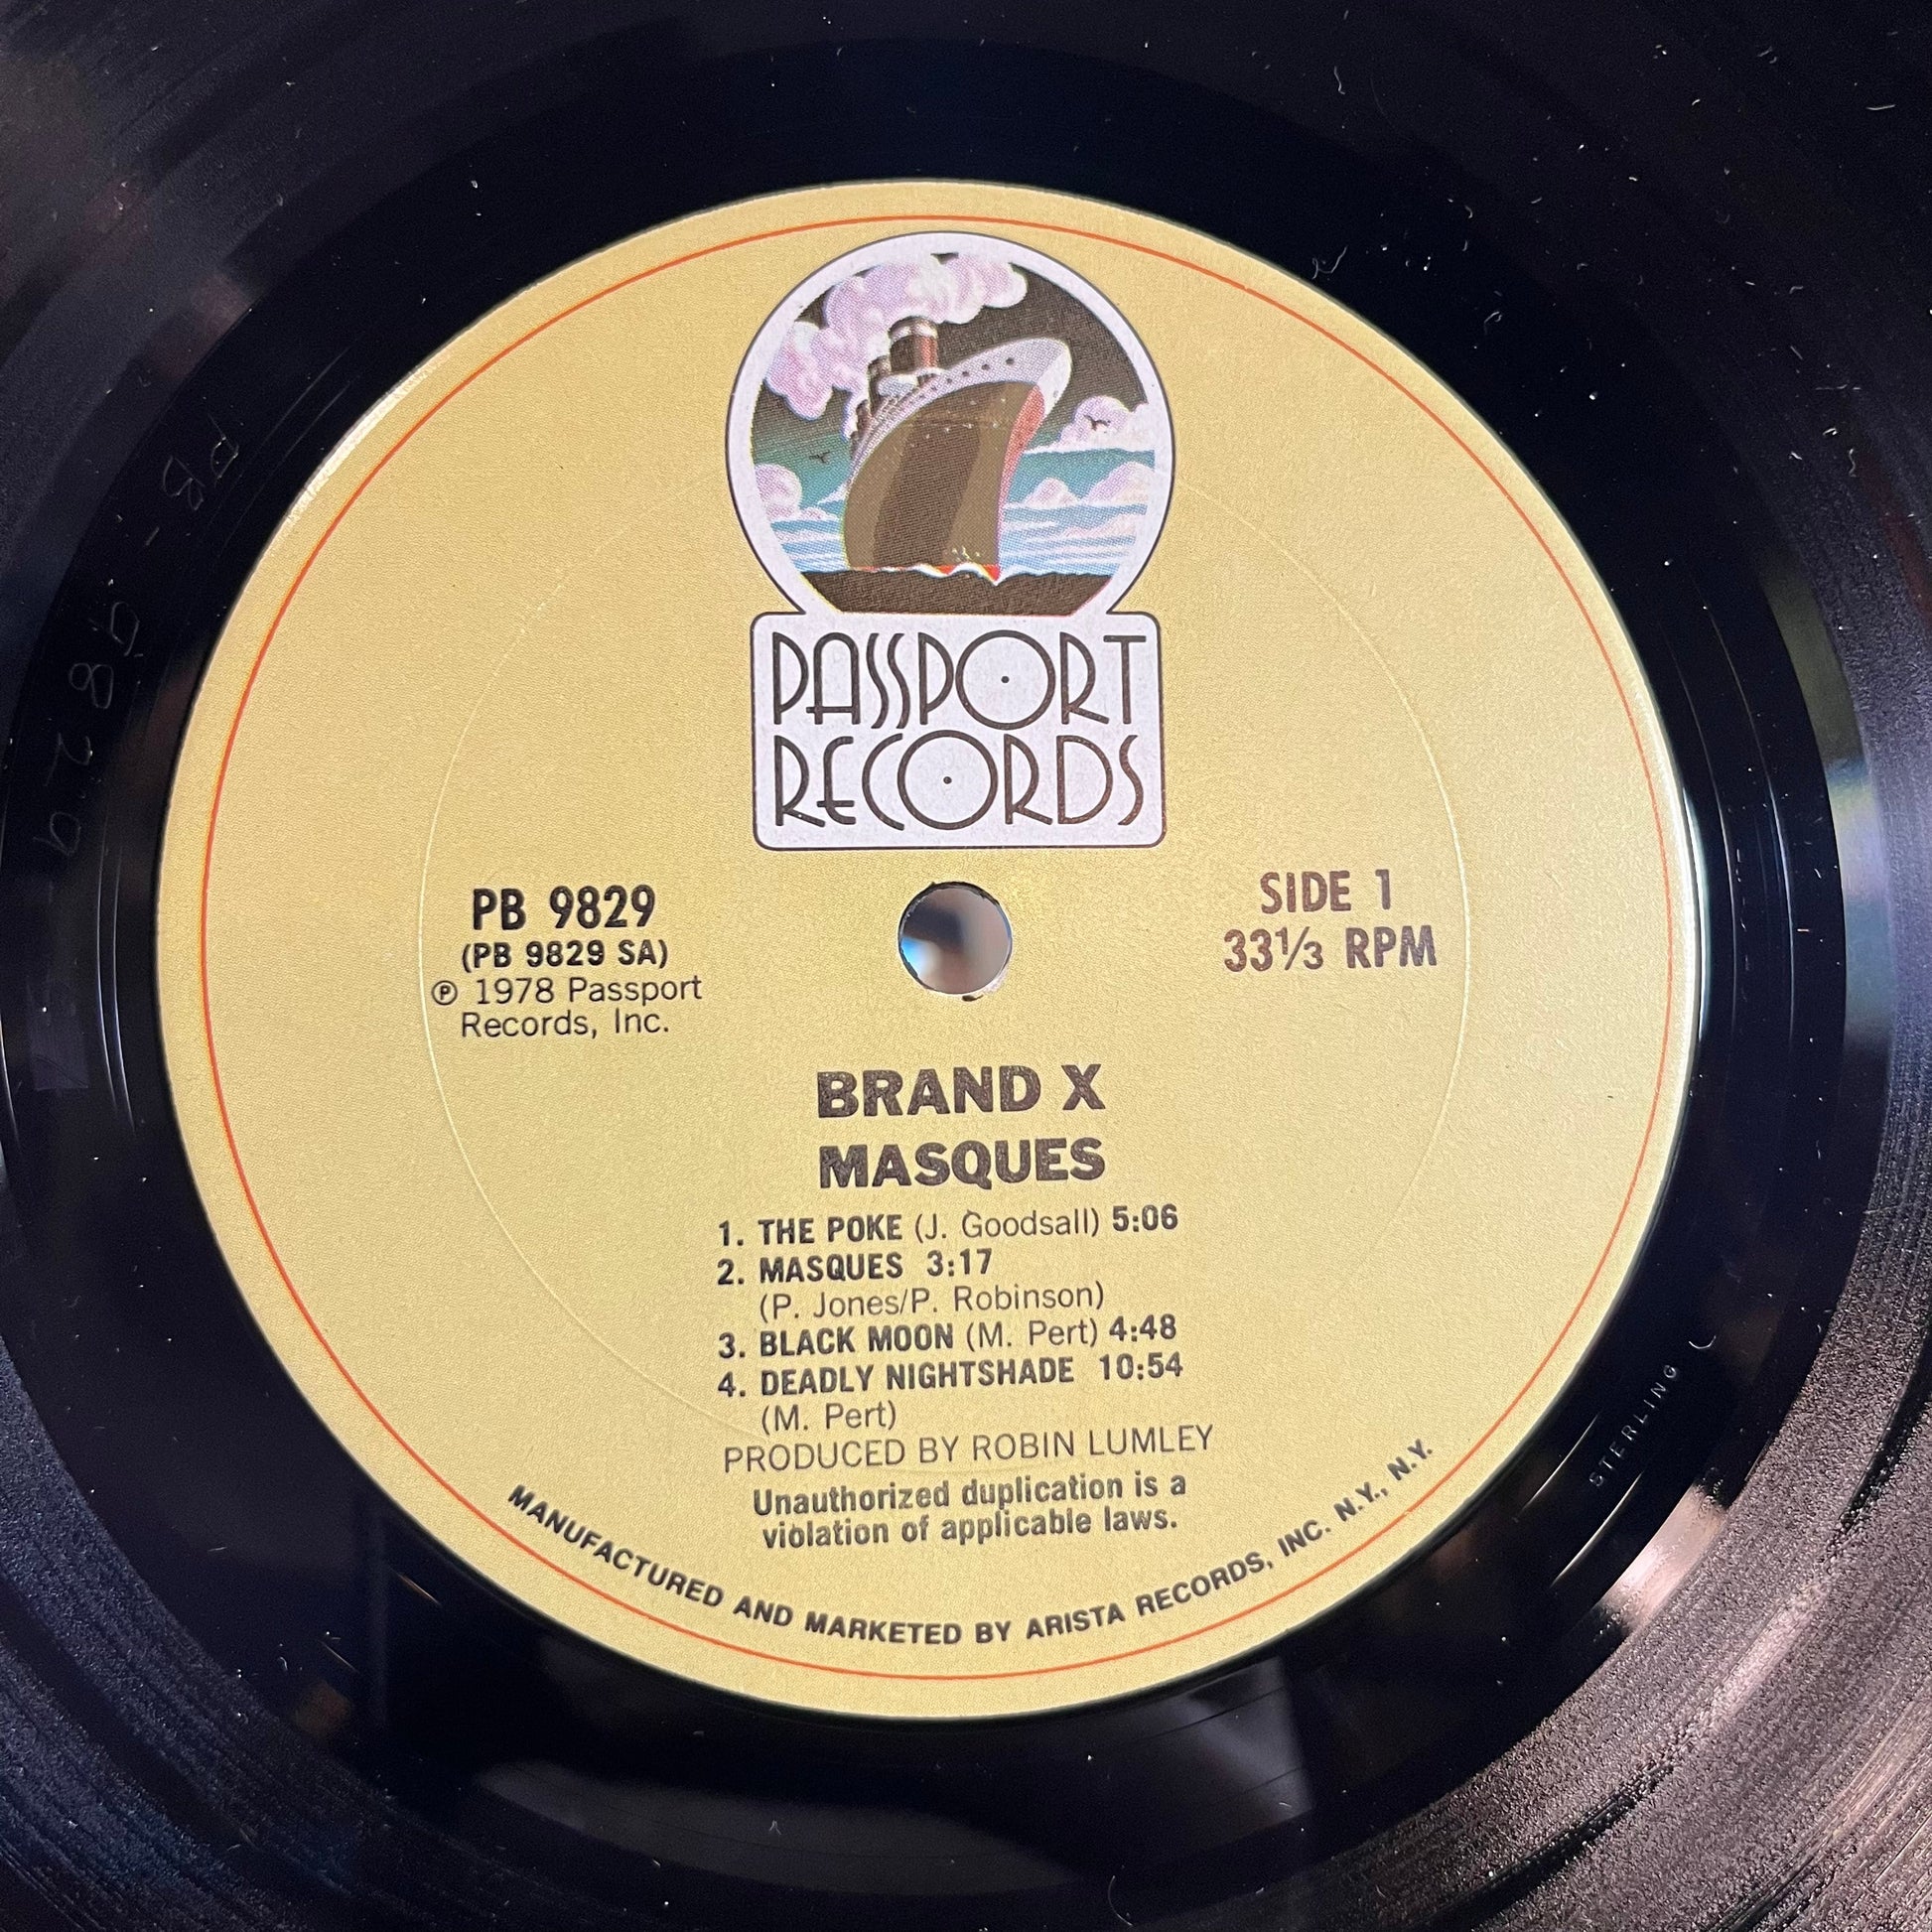 PASSPORT
RECORDS
PB 9829
(PB 9829 SA)
℗ 1978 Passport
Records, Inc.
SIDE 1
33⅓ RPM
BRAND X
MASQUES
1. THE POKE (J. Goodsall) 5:06
2. MASQUES 3:17
(P. Jones/P. Robinson)
3. BLACK MOON (M. Pert) 4:48
4. DEADLY NIGHTSHADE 10:54
(M. Pert)
PRODUCED BY ROBIN LUMLEY
Unauthorized duplication is a
violation of applicable laws.
MANUFACTURED AND MARKETED BY ARISTA RECORDS, INC. N.Y., N.Y.
PB-9829
STERLING